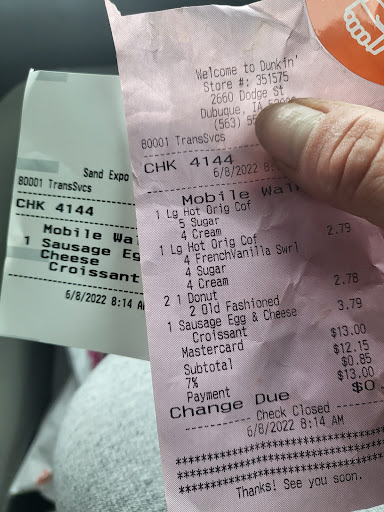 Sand Expo
80001 TransSvcs
CHK 4144
Mobile
1 Sausage
Cheese
Croissant
6/8/2022 8:14
Welcome to Dunkin'
Store #: 351575
2660 Dodge St
Dubuque, IA
(563)
80001 TransSvcs
CHK 4144
6/8/2022
Mobile
1 Lg Hot Orig Cof
5 Sugar
4 Cream 2.79
1 Lg Hot Orig Cof
4 FrenchVanilla Swrl
4 Sugar
4 Cream 2.78
2 1 Donut
2 Old Fashioned 3.79
1 Sausage Egg & Cheese
Croissant $13.00
Mastercard $12.15
Subtotal $0.85
7% $13.00
Payment
Change Due
Check Closed
6/8/2022 8:14 AM
*************************
*************************
*************************
Thanks! See you soon.